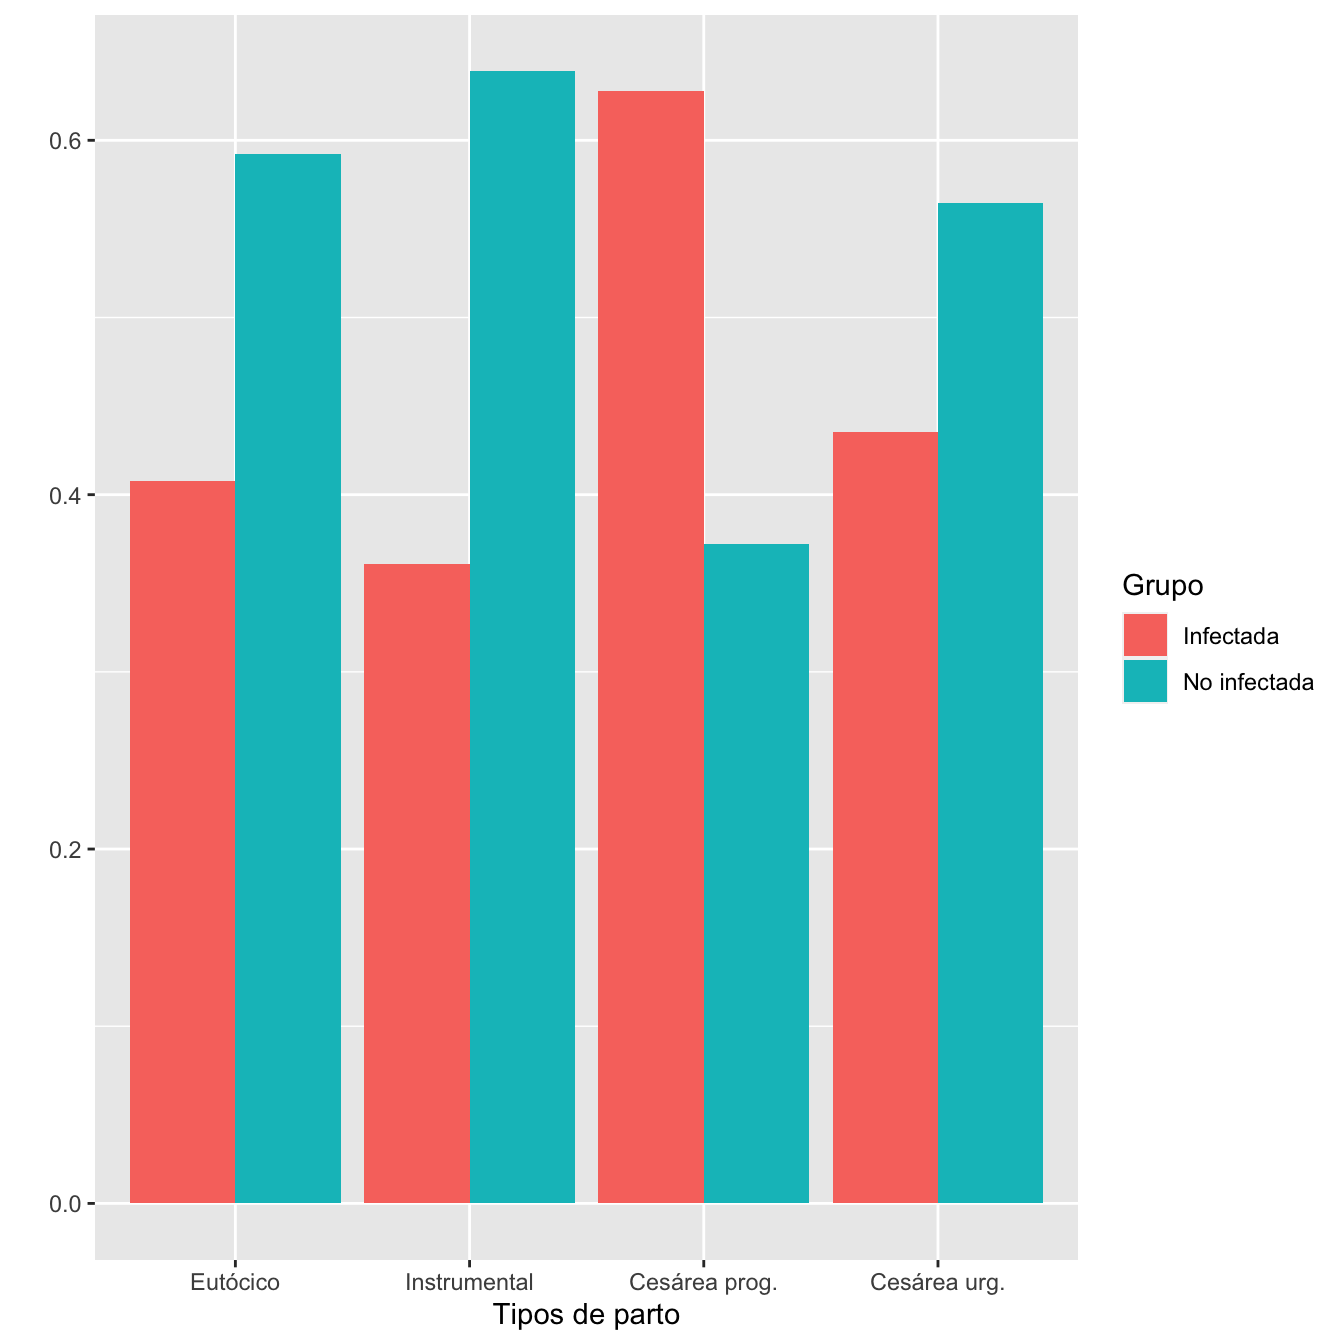 0.6
0.4
0.2
0.0
Eutócico Instrumental Cesárea prog. Cesárea urg.
Tipos de parto
Grupo
Infectada
No infectada